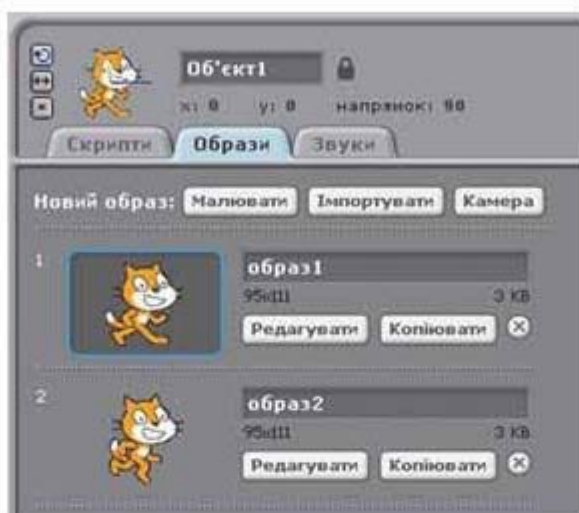 Об'єкт1
x: 0 y: 0 напрямок: 90
Скрипти Образи Звуки
Новий образ: Малювати Імпортувати Камера
1
образ1
95x111 3 KB
Редагувати Копіювати
2
образ2
95x111 3 KB
Редагувати Копіювати